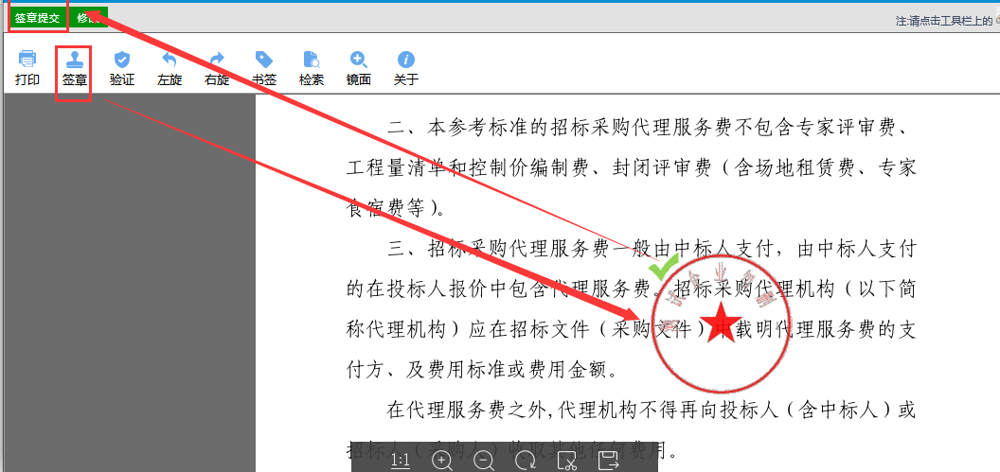 签章提交 修
注:请点击工具栏上的
打印 签章 验证 左旋 右旋 书签 检索 镜面 关于
二、本参考标准的招标采购代理服务费不包含专家评审费、
工程量清单和控制价编制费、封闭评审费（含场地租赁费、专家
食宿费等）。
三、招标采购代理服务费一般由中标人支付，由中标人支付
的在投标人报价中包含代理服务费。招标采购代理机构（以下简
称代理机构）应在招标文件（采购文件）中载明代理服务费的支
付方、及费用标准或费用金额。
在代理服务费之外,代理机构不得再向投标人（含中标人）或
招标人（采购人）收取其他任何费用。
1:1